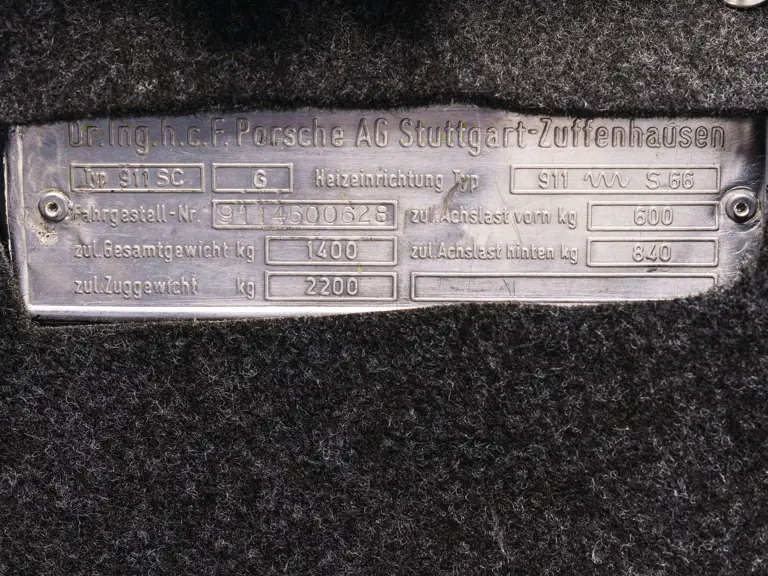 Dr.Ing.h.c.F. Porsche AG Stuttgart-Zuffenhausen
Typ 911 SC G Heizeinrichtung Typ 911 S 66
Fahrgestell-Nr. 9114600628 zul.Achslast vorn kg 600
zul.Gesamtgewicht kg 1400 zul.Achslast hinten kg 840
zul.Zuggewicht kg 2200